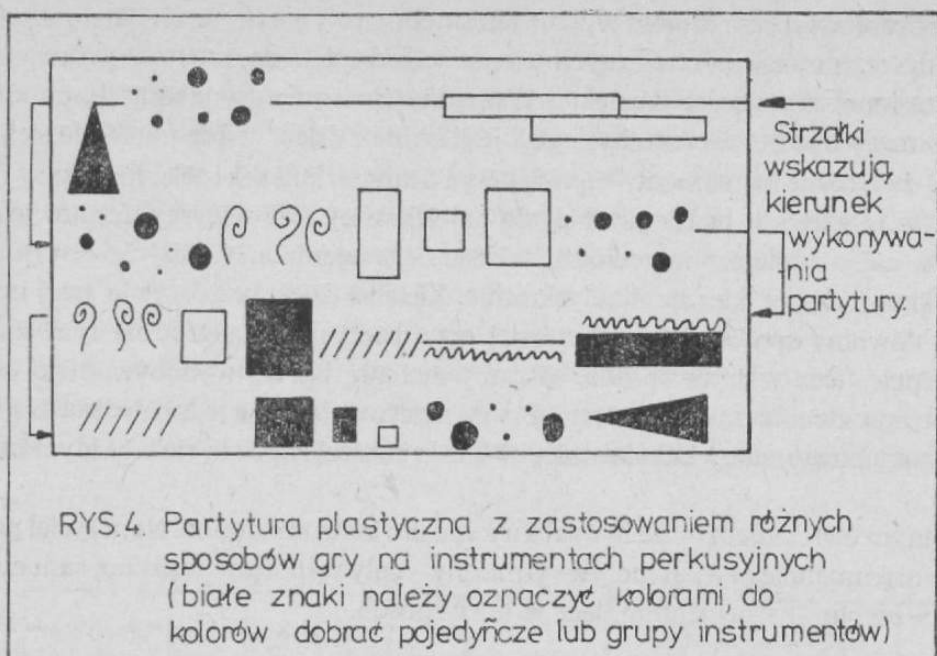 Strzałki
wskazują
kierunek
wykonywa-
nia
partytury
RYS.4. Partytura plastyczna z zastosowaniem różnych
sposobów gry na instrumentach perkusyjnych
(białe znaki należy oznaczyć kolorami, do
kolorów dobrać pojedyńcze lub grupy instrumentów)